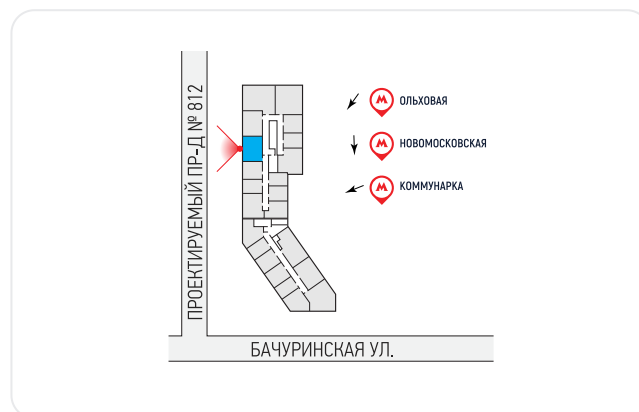 ПРОЕКТИРУЕМЫЙ ПР-Д № 812
М ОЛЬХОВАЯ
М НОВОМОСКОВСКАЯ
М КОММУНАРКА
БАЧУРИНСКАЯ УЛ.